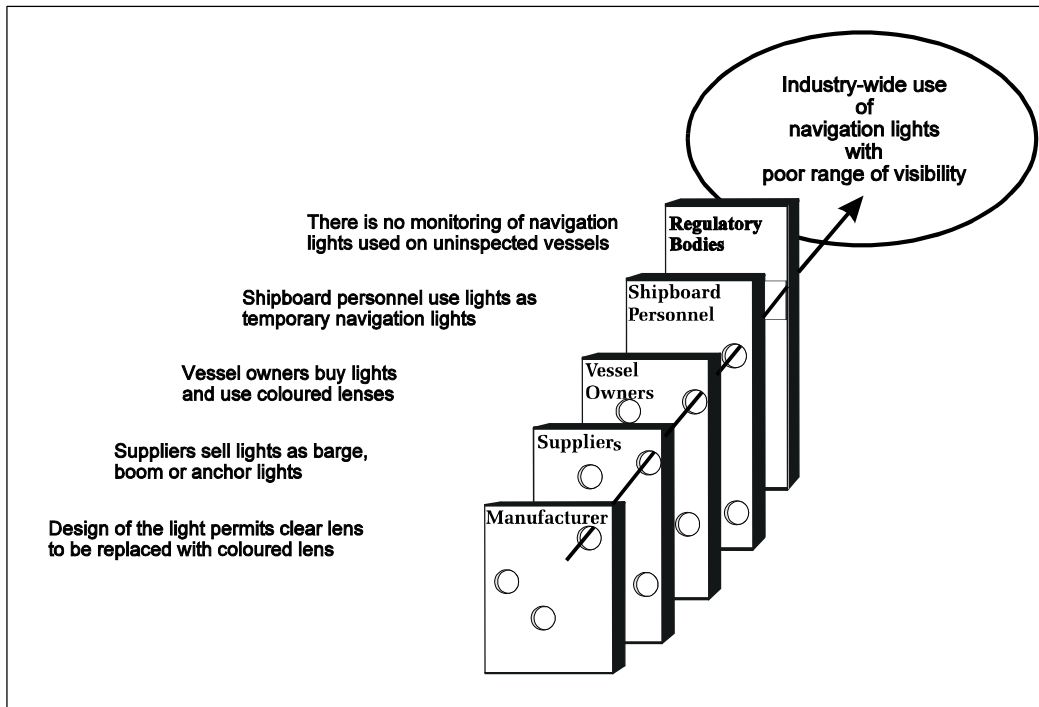 Industry-wide use
of
navigation lights
with
poor range of visibility
There is no monitoring of navigation
lights used on uninspected vessels
Regulatory
Bodies
Shipboard personnel use lights as
temporary navigation lights
Shipboard
Personnel
Vessel owners buy lights
and use coloured lenses
Vessel
Owners
Suppliers sell lights as barge,
boom or anchor lights
Suppliers
Design of the light permits clear lens
to be replaced with coloured lens
Manufacturer